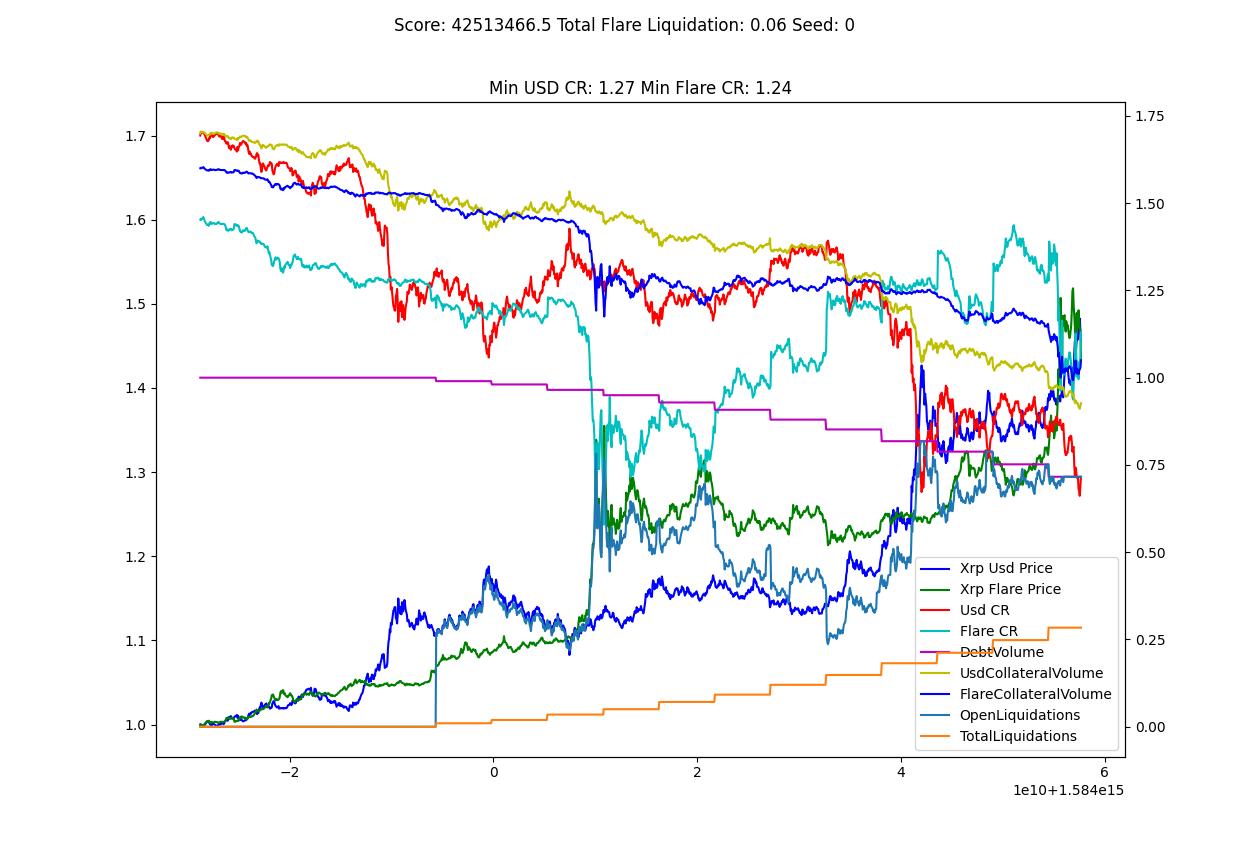 Score: 42513466.5 Total Flare Liquidation: 0.06 Seed: 0
Min USD CR: 1.27 Min Flare CR: 1.24
1.7
1.6
1.5
1.4
1.3
1.2
1.1
1.0
1.75
1.50
1.25
1.00
0.75
0.50
0.25
0.00
Xrp Usd Price
Xrp Flare Price
Usd CR
Flare CR
DebtVolume
UsdCollateralVolume
FlareCollateralVolume
OpenLiquidations
TotalLiquidations
−2
0
2
4
6
1e10+1.584e15